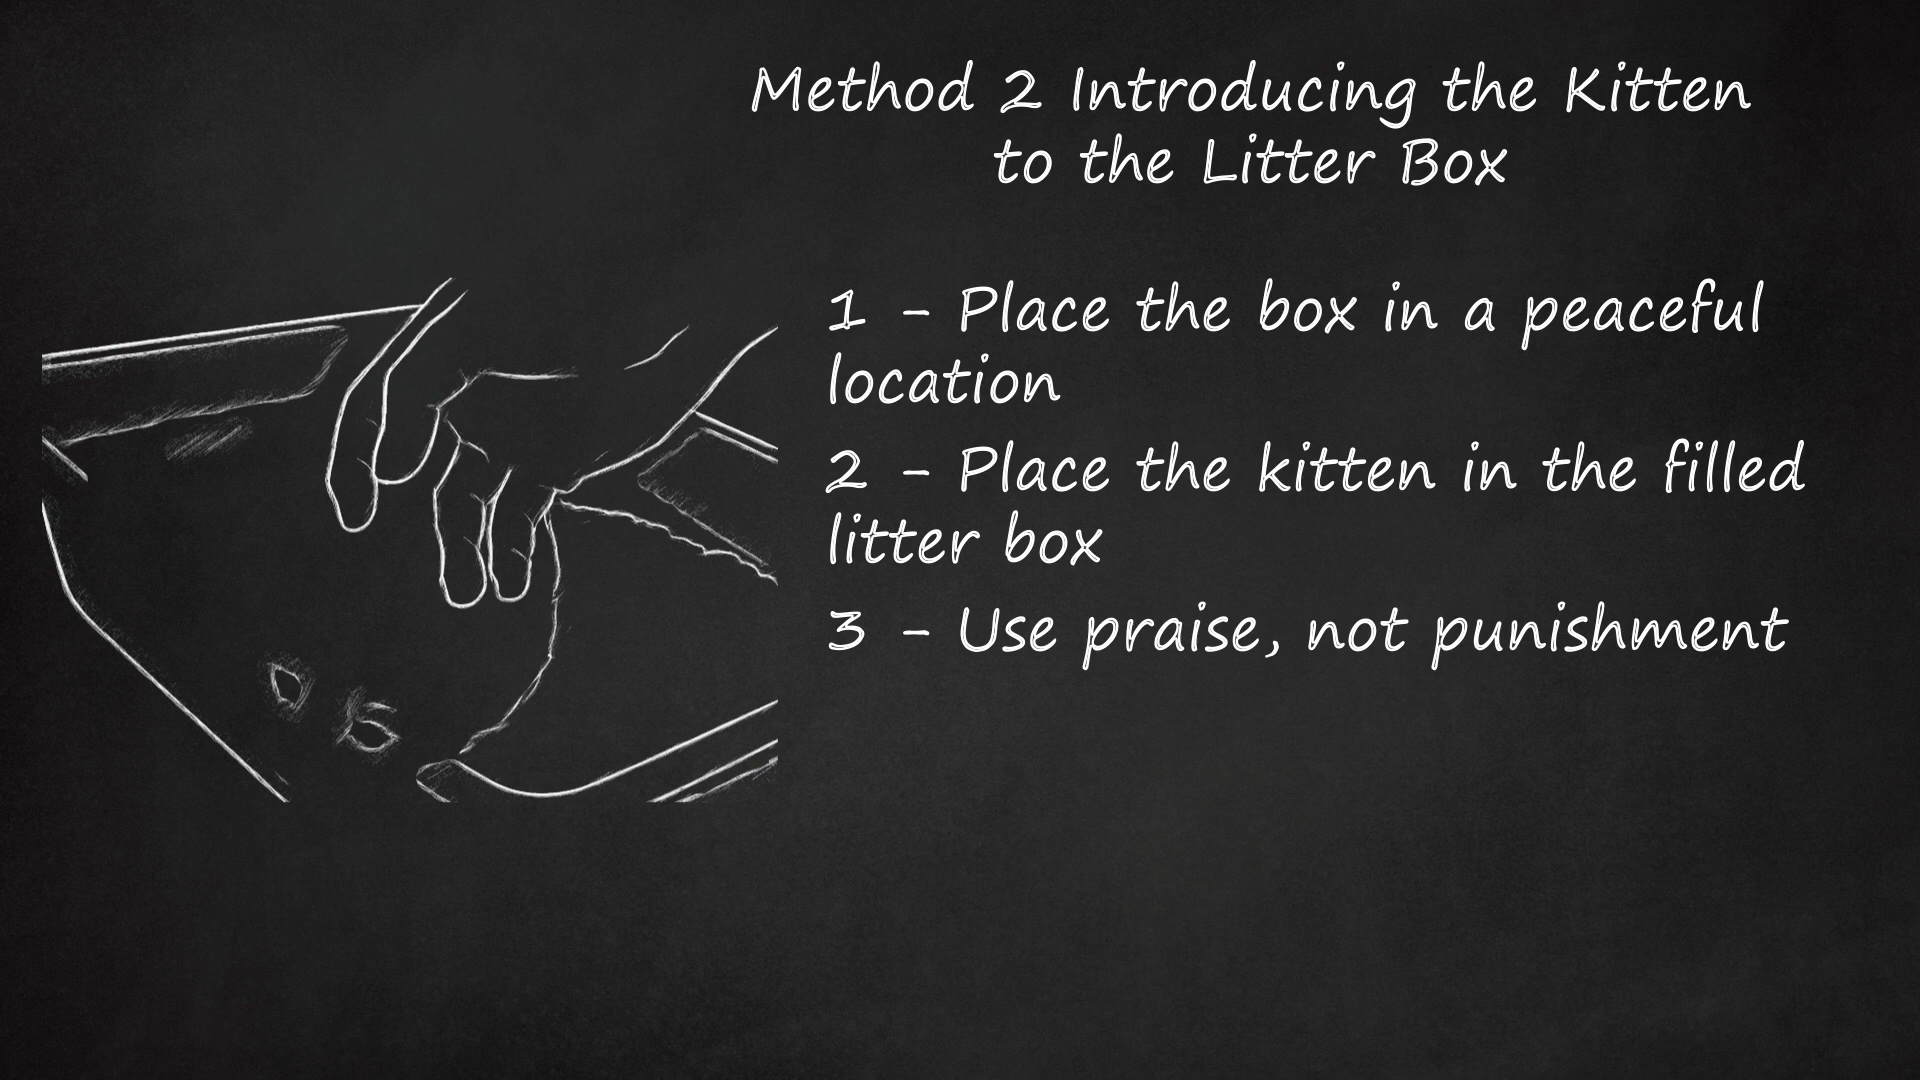 Method 2 Introducing the Kitten
to the Litter Box
1 - Place the box in a peaceful
location
2 - Place the kitten in the filled
litter box
3 - Use praise, not punishment